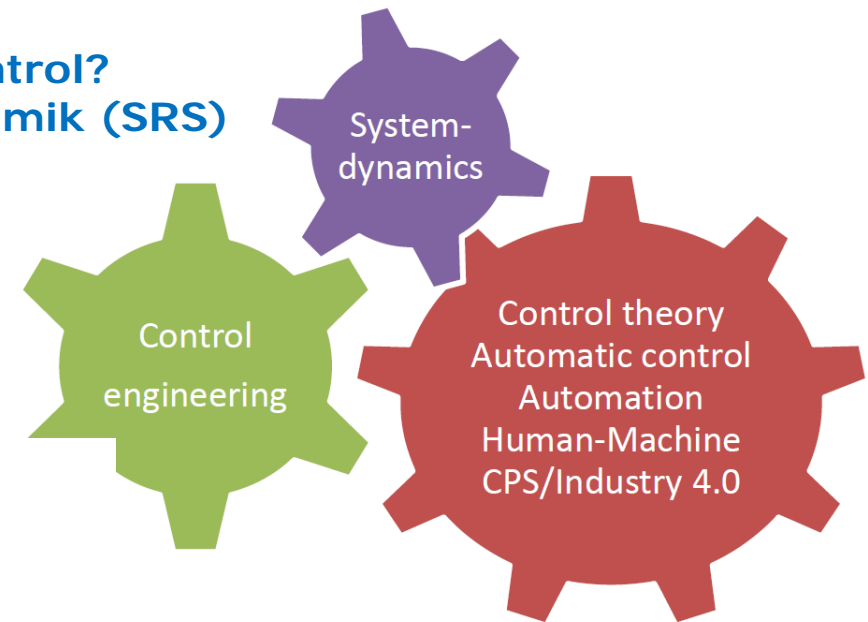 ntrol?
mik (SRS)
System-
dynamics
Control
engineering
Control theory
Automatic control
Automation
Human-Machine
CPS/Industry 4.0